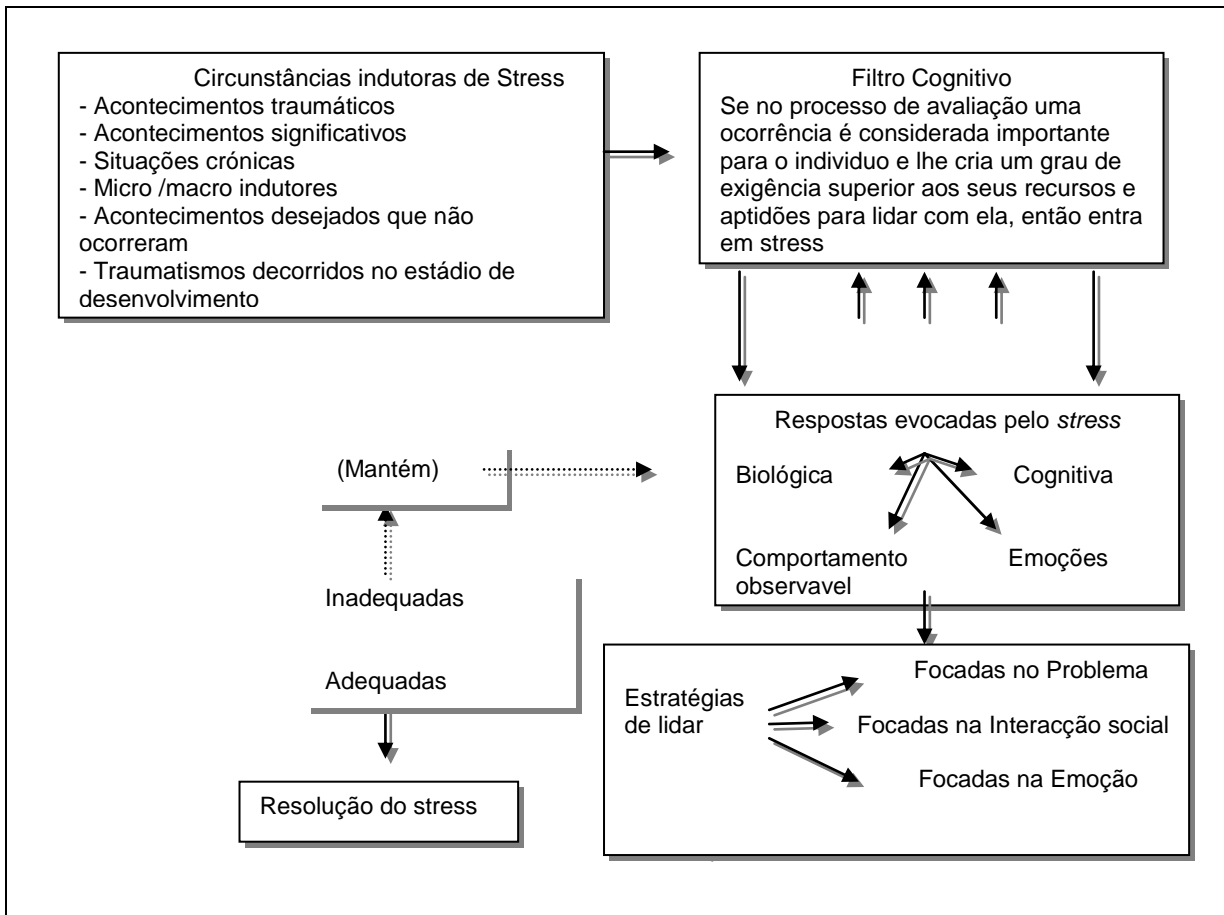 Circunstâncias indutoras de Stress
- Acontecimentos traumáticos
- Acontecimentos significativos
- Situações crónicas
- Micro /macro indutores
- Acontecimentos desejados que não
ocorreram
- Traumatismos decorridos no estádio de
desenvolvimento
Filtro Cognitivo
Se no processo de avaliação uma
ocorrência é considerada importante
para o individuo e lhe cria um grau de
exigência superior aos seus recursos e
aptidões para lidar com ela, então entra
em stress
Respostas evocadas pelo stress
Biológica
Cognitiva
Comportamento
observavel
Emoções
(Mantém)
Inadequadas
Adequadas
Estratégias
de lidar
Focadas no Problema
Focadas na Interacção social
Focadas na Emoção
Resolução do stress